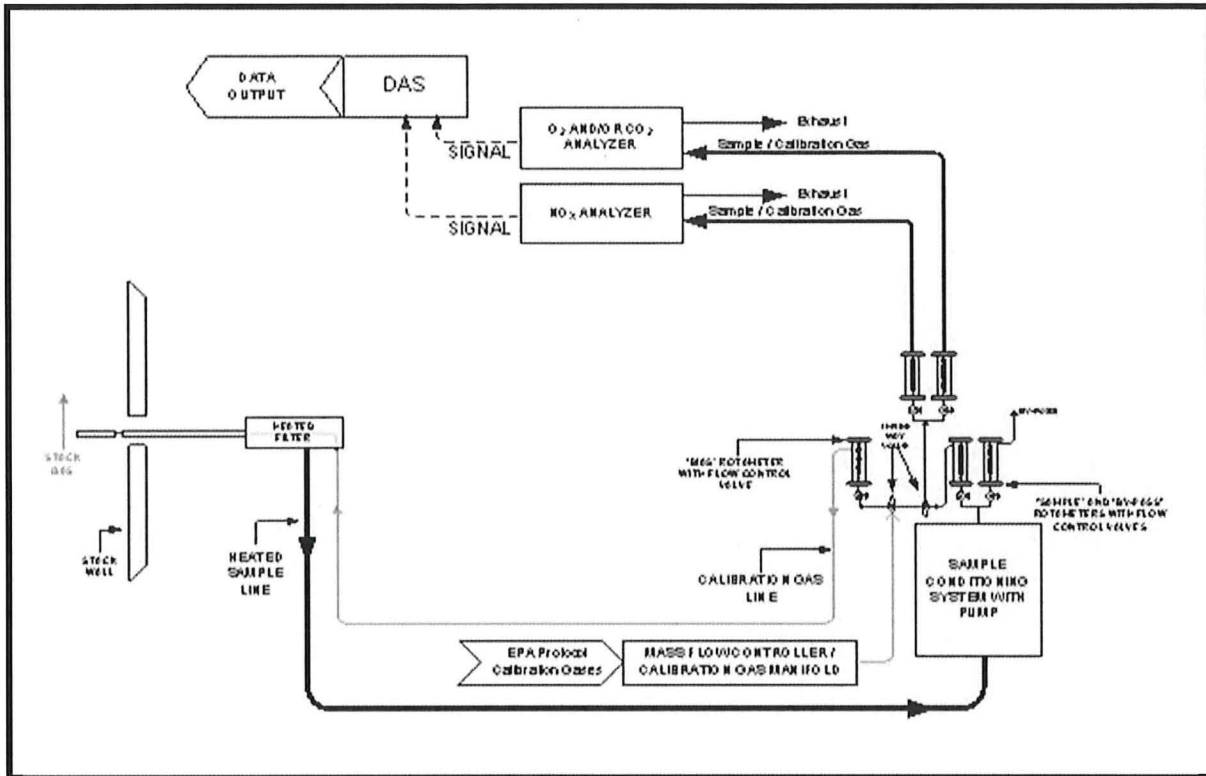 DATA
OUTPUT
DAS
O₂ AND/OR CO₂
ANALYZER
Exhaust
Sample / Calibration Gas
SIGNAL
NOx ANALYZER
Exhaust
Sample / Calibration Gas
SIGNAL
HEATED
FILTER
STACK
GAS
STACK
WALL
HEATED
SAMPLE
LINE
ROTOMETER
WITH FLOW CONTROL
VALVE
THREE
WAY
BY-PASS
"SAMPLE" AND "BY-PASS"
ROTOMETERS WITH FLOW
CONTROL VALVES
CALIBRATION GAS
LINE
SAMPLE
CONDITIONING
SYSTEM WITH
PUMP
EPA Protocol
Calibration Gases
MASS FLOW CONTROLLER /
CALIBRATION GAS MANIFOLD